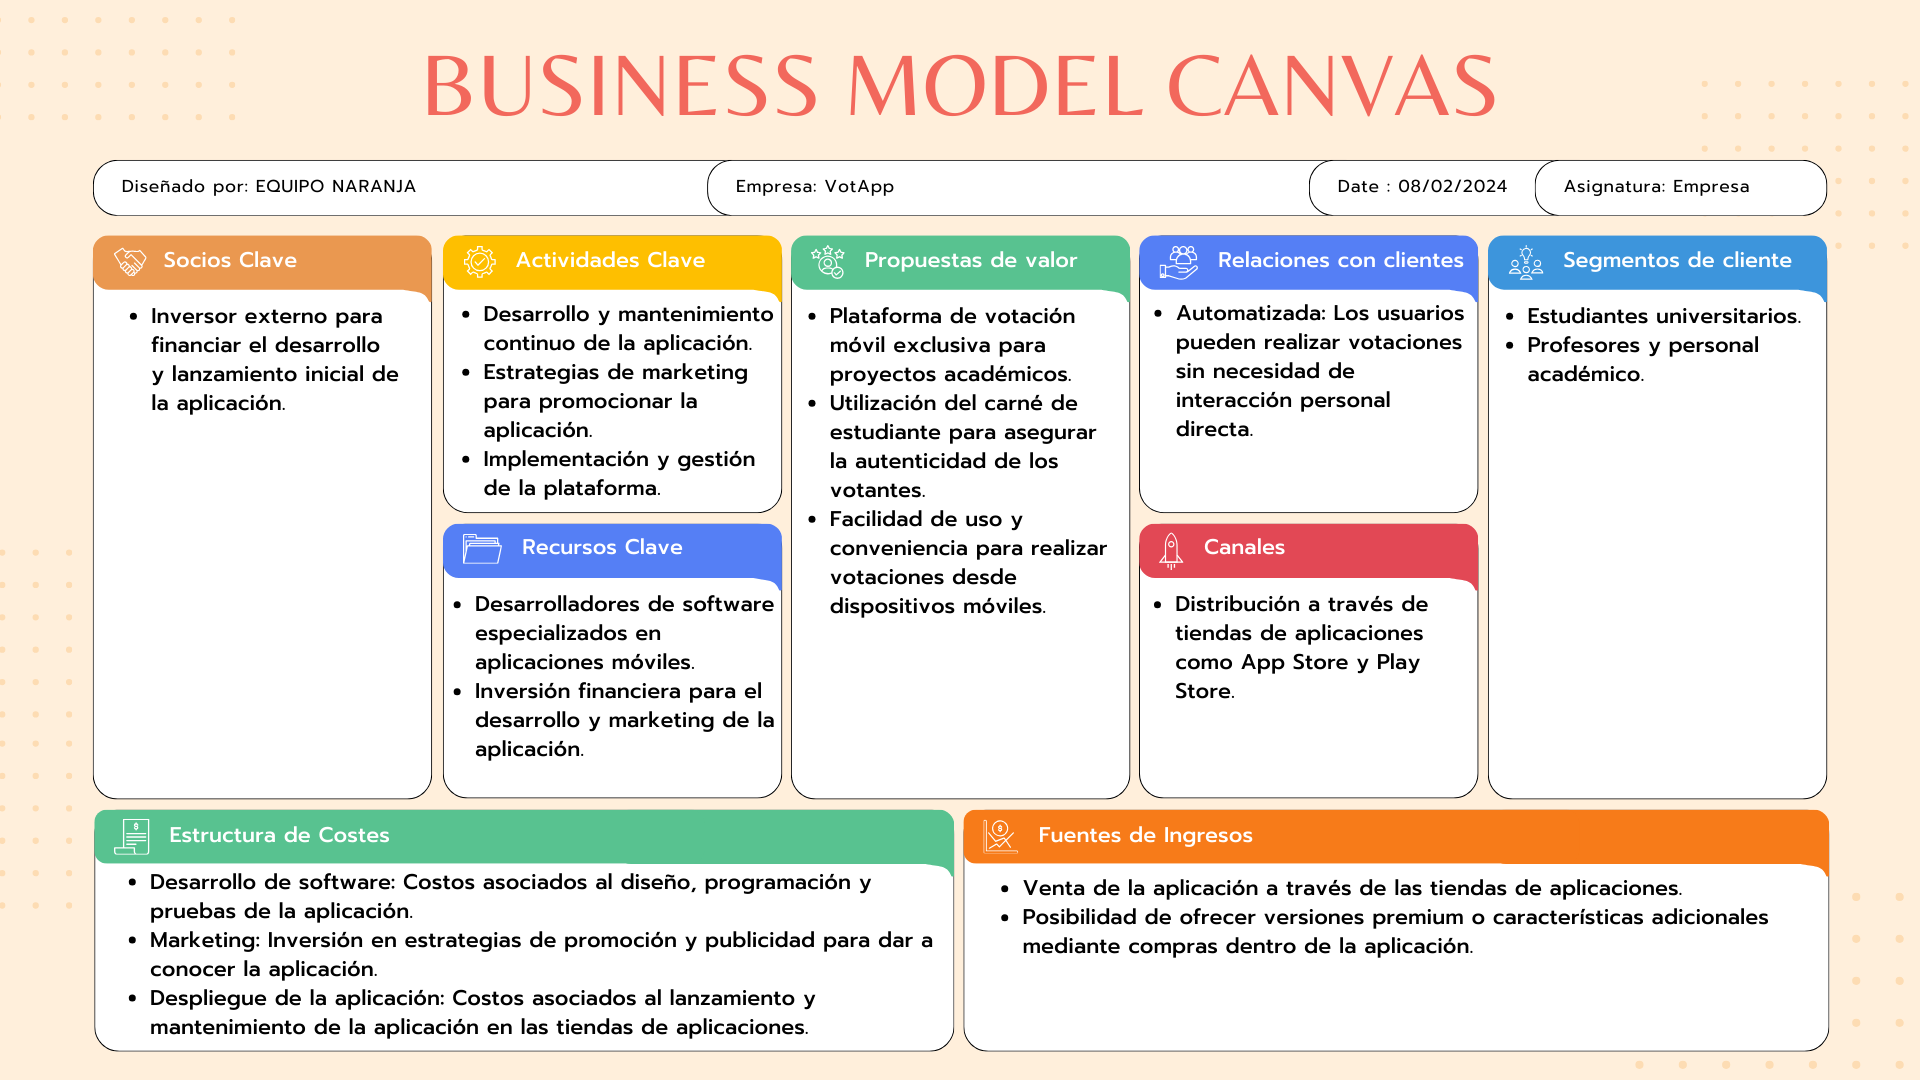 BUSINESS MODEL CANVAS
Diseñado por: EQUIPO NARANJA
Empresa: VotApp
Date : 08/02/2024
Asignatura: Empresa
Socios Clave
• Inversor externo para
financiar el desarrollo
y lanzamiento inicial de
la aplicación.
Actividades Clave
• Desarrollo y mantenimiento
continuo de la aplicación.
• Estrategias de marketing
para promocionar la
aplicación.
• Implementación y gestión
de la plataforma.
Recursos Clave
• Desarrolladores de software
especializados en
aplicaciones móviles.
• Inversión financiera para el
desarrollo y marketing de la
aplicación.
Propuestas de valor
• Plataforma de votación
móvil exclusiva para
proyectos académicos.
• Utilización del carné de
estudiante para asegurar
la autenticidad de los
votantes.
• Facilidad de uso y
conveniencia para realizar
votaciones desde
dispositivos móviles.
Relaciones con clientes
• Automatizada: Los usuarios
pueden realizar votaciones
sin necesidad de
interacción personal
directa.
Canales
• Distribución a través de
tiendas de aplicaciones
como App Store y Play
Store.
Segmentos de cliente
• Estudiantes universitarios.
• Profesores y personal
académico.
Estructura de Costes
• Desarrollo de software: Costos asociados al diseño, programación y
pruebas de la aplicación.
• Marketing: Inversión en estrategias de promoción y publicidad para dar a
conocer la aplicación.
• Despliegue de la aplicación: Costos asociados al lanzamiento y
mantenimiento de la aplicación en las tiendas de aplicaciones.
Fuentes de Ingresos
• Venta de la aplicación a través de las tiendas de aplicaciones.
• Posibilidad de ofrecer versiones premium o características adicionales
mediante compras dentro de la aplicación.